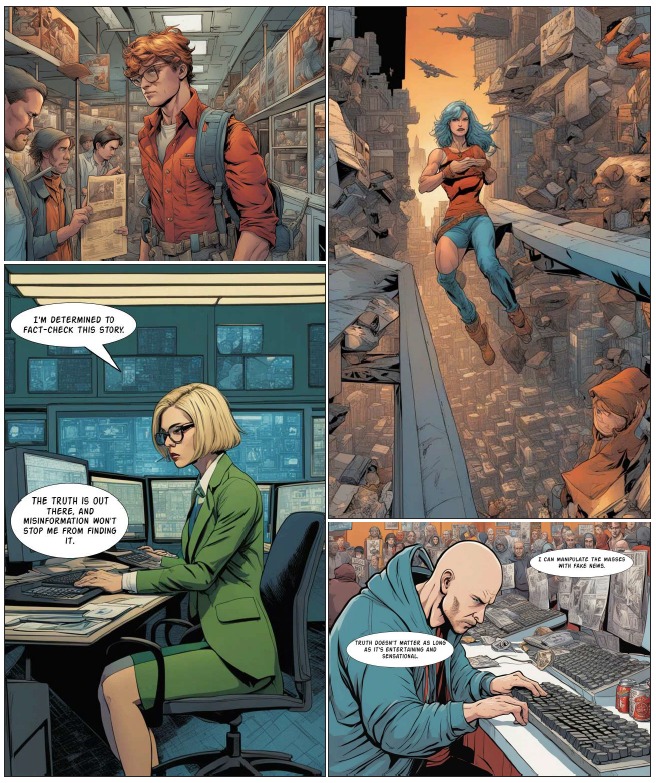 I'M DETERMINED TO
FACT-CHECK THIS STORY.
THE TRUTH IS OUT
THERE, AND
MISINFORMATION WON'T
STOP ME FROM FINDING
IT.
I CAN MANIPULATE THE MASSES
WITH FAKE NEWS.
TRUTH DOESN'T MATTER AS LONG
AS IT'S ENTERTAINING AND
SENSATIONAL.